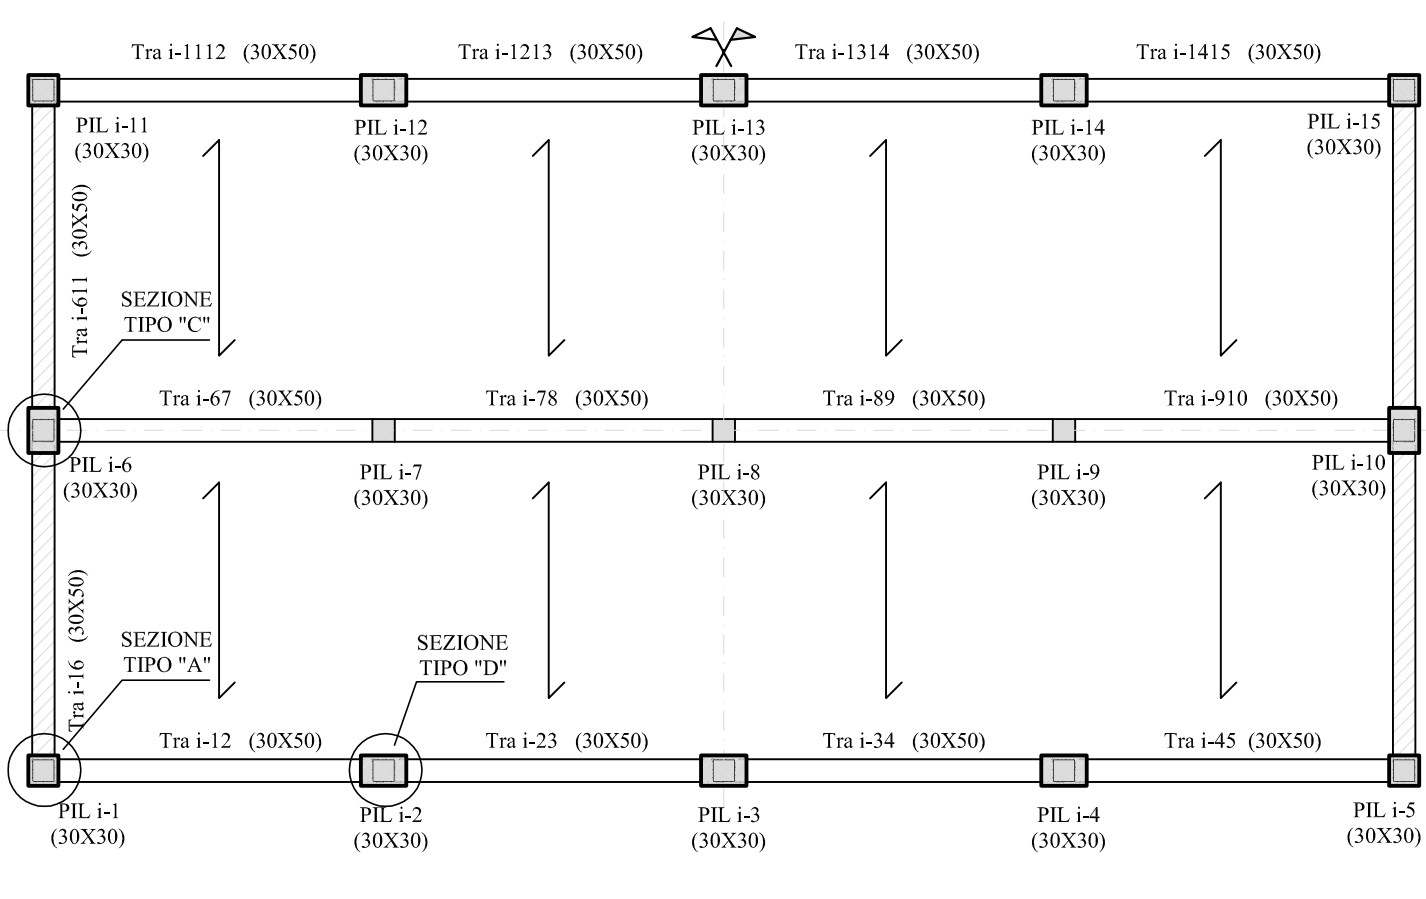 Tra i-1112 (30X50)
Tra i-1213 (30X50)
Tra i-1314 (30X50)
Tra i-1415 (30X50)
PIL i-11
(30X30)
PIL i-12
(30X30)
PIL i-13
(30X30)
PIL i-14
(30X30)
PIL i-15
(30X30)
Tra i-611 (30X50)
SEZIONE
TIPO "C"
Tra i-67 (30X50)
Tra i-78 (30X50)
Tra i-89 (30X50)
Tra i-910 (30X50)
PIL i-6
(30X30)
PIL i-7
(30X30)
PIL i-8
(30X30)
PIL i-9
(30X30)
PIL i-10
(30X30)
Tra i-16 (30X50)
SEZIONE
TIPO "A"
SEZIONE
TIPO "D"
Tra i-12 (30X50)
Tra i-23 (30X50)
Tra i-34 (30X50)
Tra i-45 (30X50)
PIL i-1
(30X30)
PIL i-2
(30X30)
PIL i-3
(30X30)
PIL i-4
(30X30)
PIL i-5
(30X30)